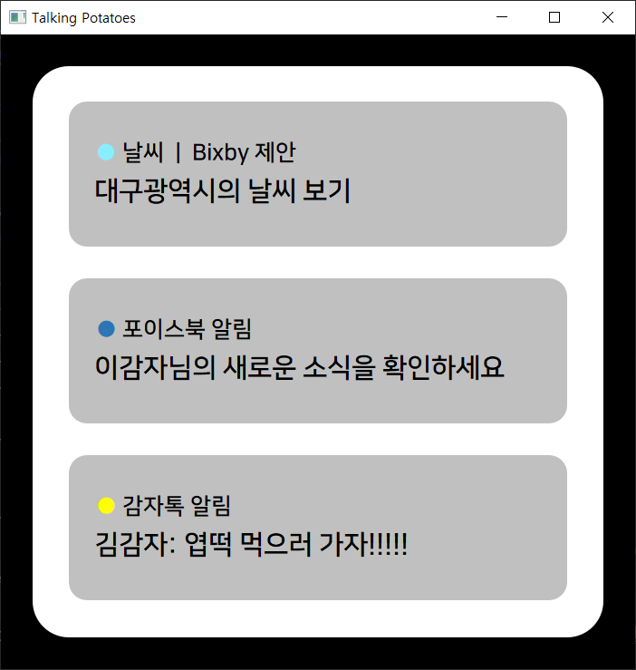 Talking Potatoes
날씨 | Bixby 제안
대구광역시의 날씨 보기
포이스북 알림
이감자님의 새로운 소식을 확인하세요
감자톡 알림
김감자: 엽떡 먹으러 가자!!!!!